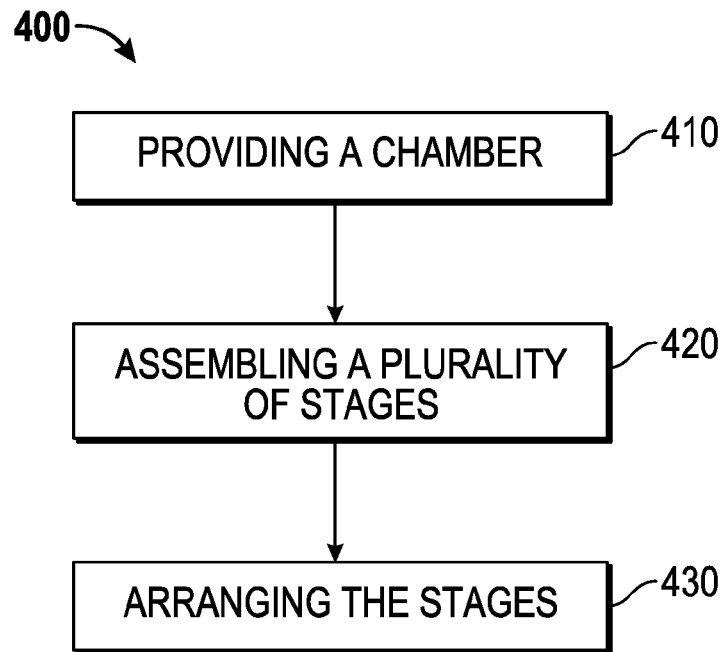 400
PROVIDING A CHAMBER
410
ASSEMBLING A PLURALITY
OF STAGES
420
ARRANGING THE STAGES
430